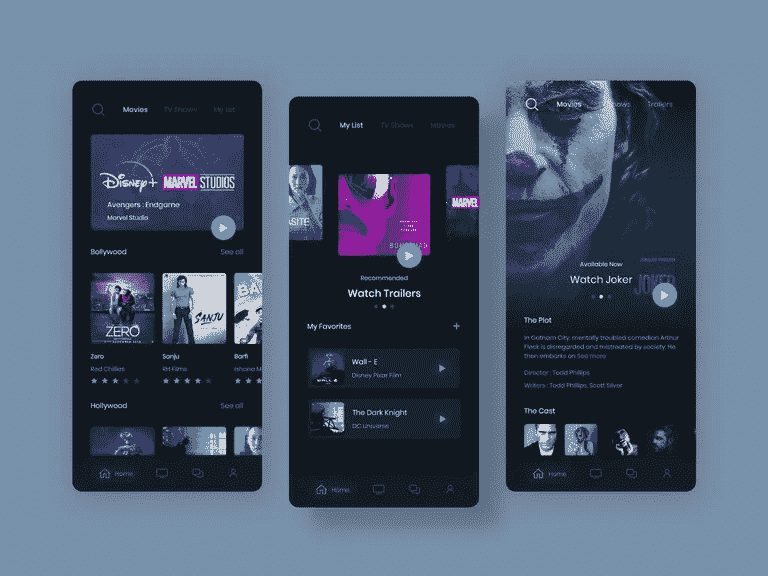 Movies TV Shows My list
Disney+ MARVEL STUDIOS
Avengers : Endgame
Marvel Studio
Bollywood See all
ZERO
SANJU
BA
Zero Sanju Barfi
Red Chillies RH Films
Hollywood See all
Home
My List TV Shows Movies
ASITE
MARVEL
Recommended
Watch Trailers
My Favorites +
WALL·E
Wall - E
Disney Pixar Film
The Dark Knight
DC Universe
Home
Movies Shows Trailers
Available Now
Watch Joker
JOKER
The Plot
In Gotham City, mentally troubled comedian Arthur
Fleck is disregarded and mistreated by society. He
then embarks on See more
Director : Todd Phillips
Writers : Todd Phillips, Scott Silver
The Cast
Home